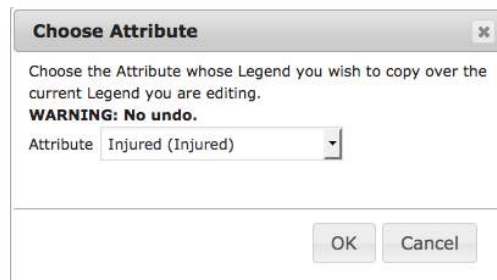 Choose Attribute
Choose the Attribute whose Legend you wish to copy over the
current Legend you are editing.
WARNING: No undo.
Attribute Injured (Injured)
OK Cancel